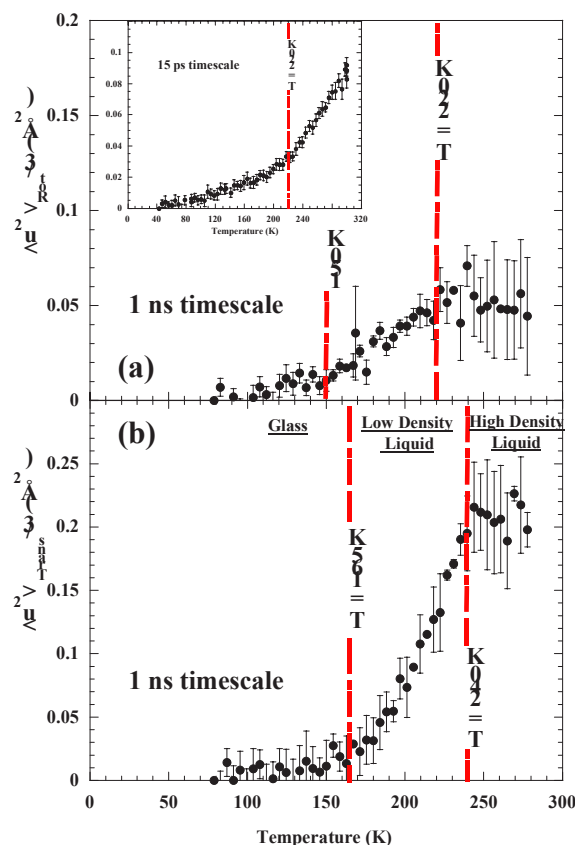 (a)
<u²>Rot/3(Å²)
0.2
0.15
0.1
0.05
0
15 ps timescale
T=220K
0.1
0.08
0.06
0.04
0.02
0
0 40 80 120 160 200 240 280 320
Temperature (K)
T=220K
150K
1 ns timescale
(b)
<u²>Trans/3(Å²)
0.25
0.2
0.15
0.1
0.05
0
Glass
Low Density
Liquid
High Density
Liquid
T=165K
T=240K
1 ns timescale
0 50 100 150 200 250 300
Temperature (K)